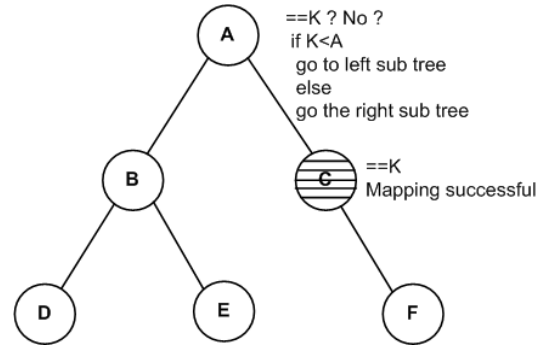 A
==K ? No ?
if K<A
go to left sub tree
else
go the right sub tree
B
C
==K
Mapping successful
D
E
F